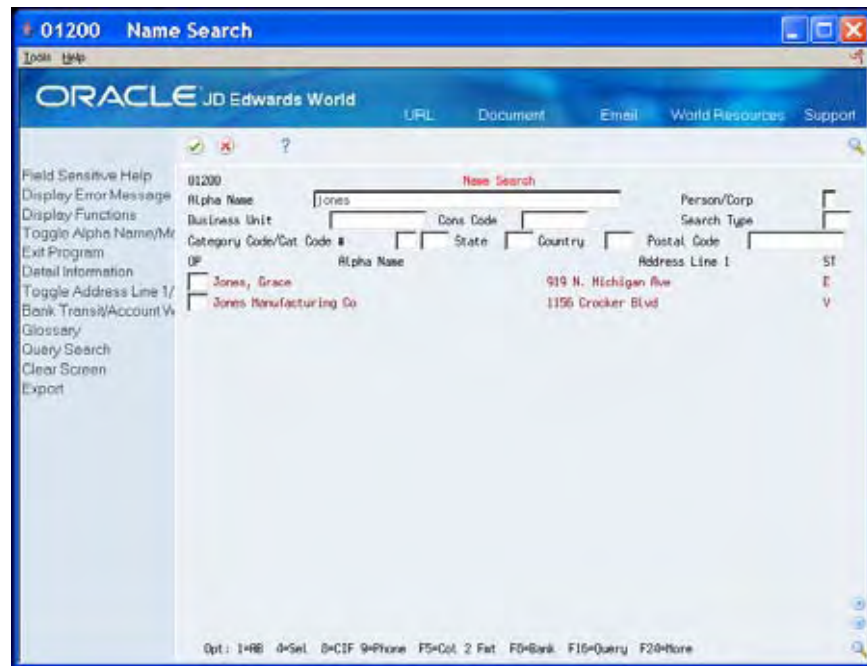 01200 Name Search
Tools Help
ORACLE JD Edwards World
URL Document Email World Resources Support
?
Field Sensitive Help
Display Error Message
Display Functions
Toggle Alpha Name/Mr
Exit Program
Detail Information
Toggle Address Line 1/
Bank Transit/Account W
Glossary
Query Search
Clear Screen
Export
01200 Name Search
Alpha Name jones Person/Corp
Business Unit Cons Code Search Type
Category Code/Cat Code # State Country Postal Code
OP Alpha Name Address Line 1 ST
Jones, Grace 919 N. Michigan Ave E
Jones Manufacturing Co 1156 Crocker Blvd V
Opt: 1=AB 4=Sel 8=CIF 9=Phone F5=Col 2 Fmt F6=Bank F16=Query F24=More